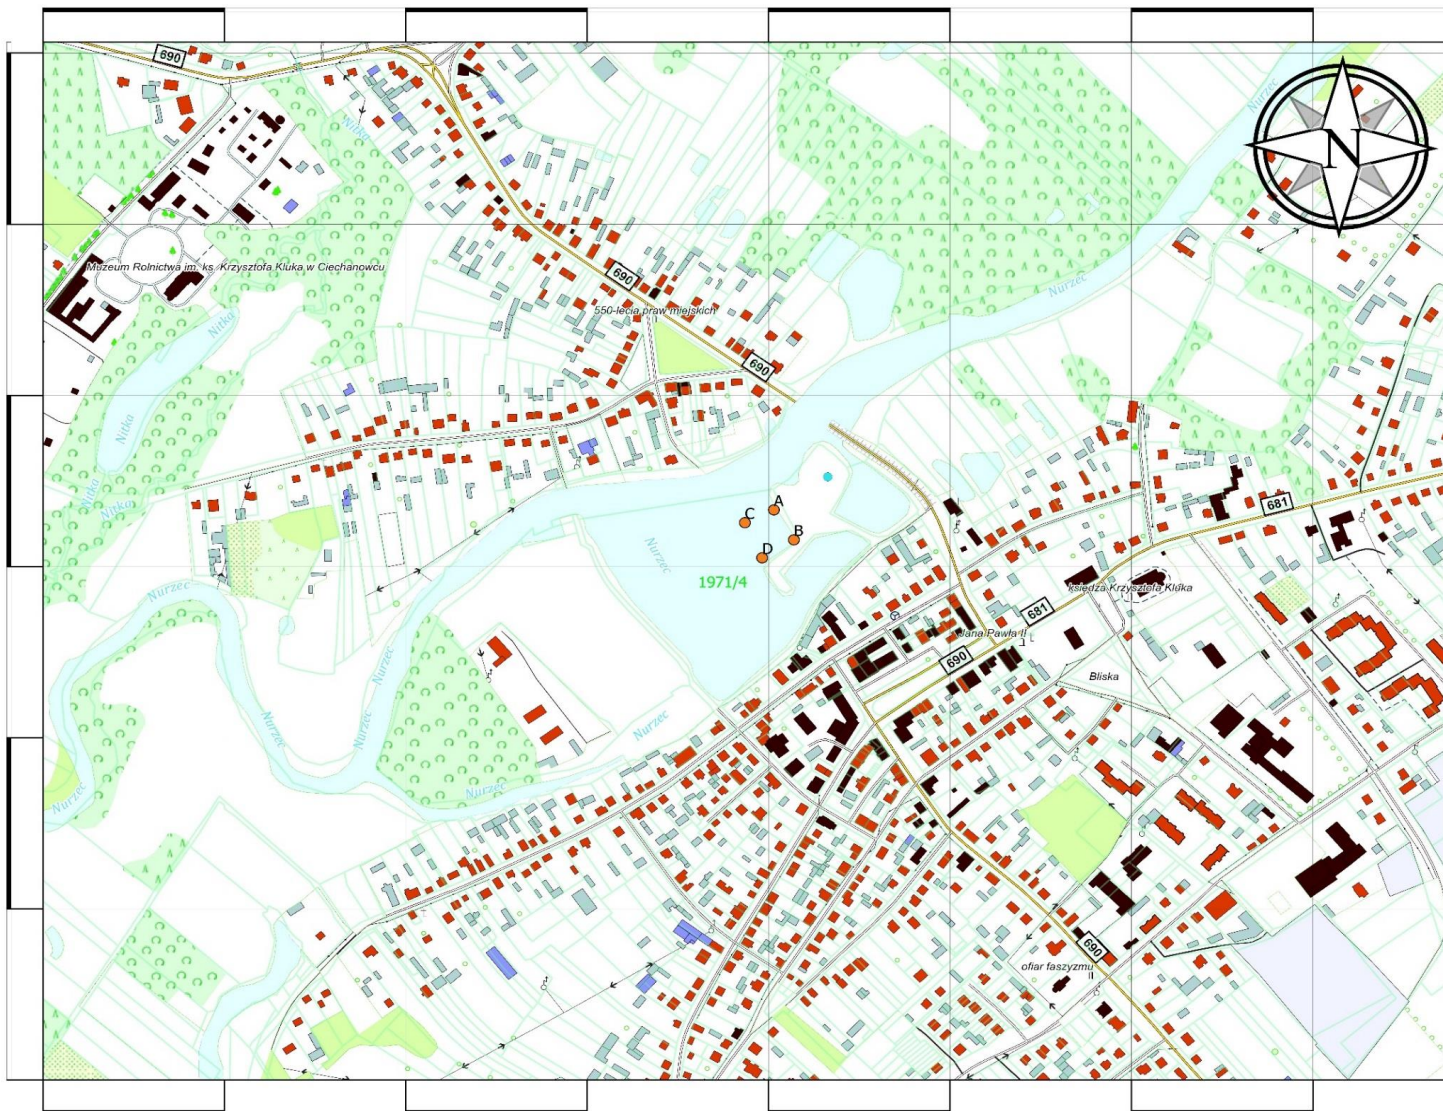 690
Nurzec
N
Nitka
Muzeum Rolnictwa im. ks. Krzysztofa Kluka w Ciechanowcu
690
Nurzec
550-lecia praw miejskich
Nitka
690
Nitka
Nitka
Nitka
681
A
C
B
D
Nurzec
1971/4
Nurzec
księdza Krzysztofa Kluka
681
Jana Pawła II
690
Nurzec
Bliska
Nurzec
Nurzec
Nurzec
Nurzec
Nurzec
690
ofiar faszyzmu